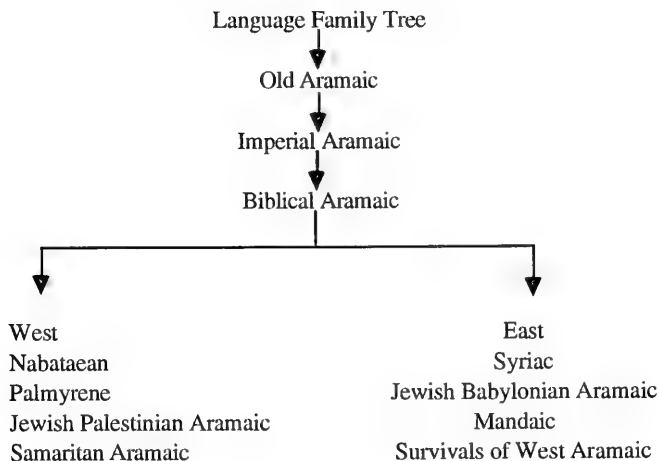 Language Family Tree
Old Aramaic
Imperial Aramaic
Biblical Aramaic
West
Nabataean
Palmyrene
Jewish Palestinian Aramaic
Samaritan Aramaic
East
Syriac
Jewish Babylonian Aramaic
Mandaic
Survivals of West Aramaic